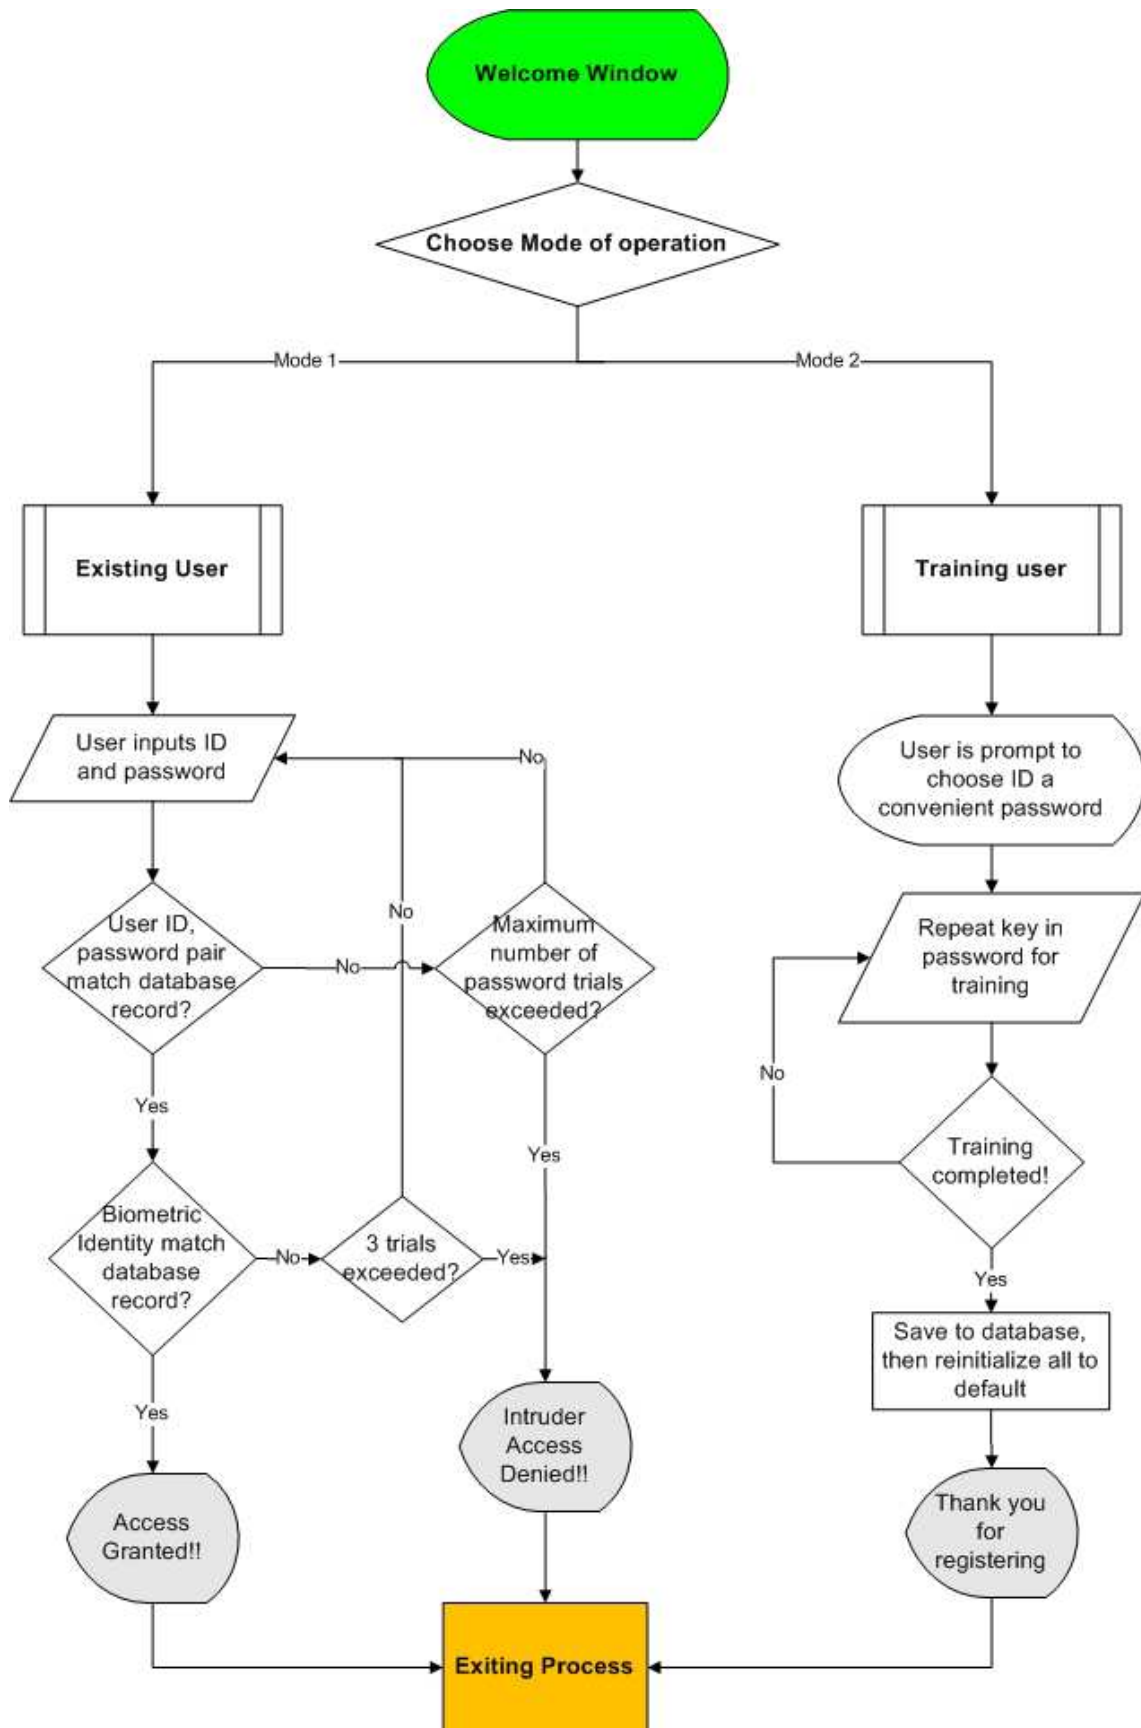 Welcome Window
Choose Mode of operation
Mode 1
Mode 2
Existing User
Training user
User inputs ID
and password
No
User is prompt to
choose ID a
convenient password
User ID,
password pair
match database
record?
No
No
Maximum
number of
password trials
exceeded?
Repeat key in
password for
training
No
Yes
Yes
Training
completed!
Biometric
Identity match
database
record?
No
3 trials
exceeded?
Yes
Yes
Save to database,
then reinitialize all to
default
Yes
Intruder
Access
Denied!!
Access
Granted!!
Thank you
for
registering
Exiting Process